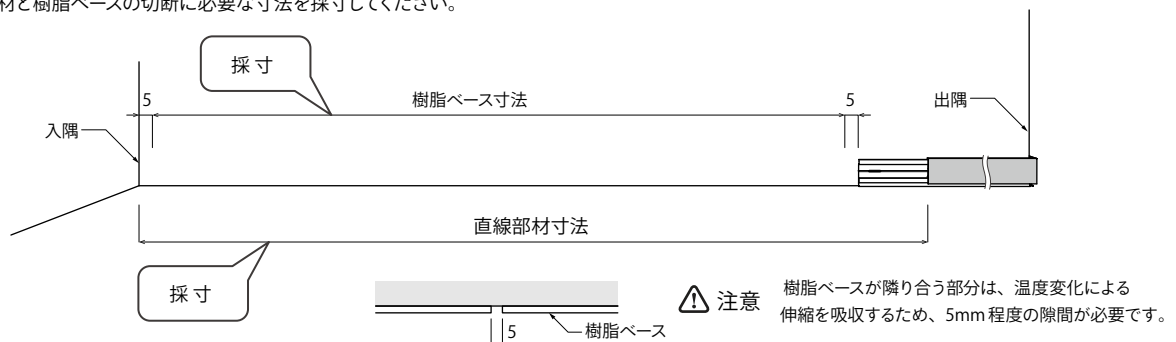 材と樹脂ベースの切断に必要な寸法を採寸してください。
採 寸
5
樹脂ベース寸法
5
出隅
入隅
直線部材寸法
採 寸
5
樹脂ベース
注意
樹脂ベースが隣り合う部分は、温度変化による
伸縮を吸収するため、5mm 程度の隙間が必要です。